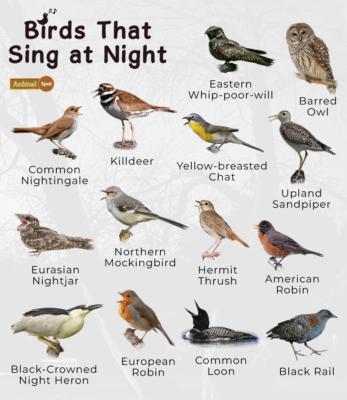 Birds That
Sing at Night
Animal Spot
Eastern
Whip-poor-will
Barred
Owl
Common
Nightingale
Killdeer
Yellow-breasted
Chat
Upland
Sandpiper
Eurasian
Nightjar
Northern
Mockingbird
Hermit
Thrush
American
Robin
Black-Crowned
Night Heron
European
Robin
Common
Loon
Black Rail